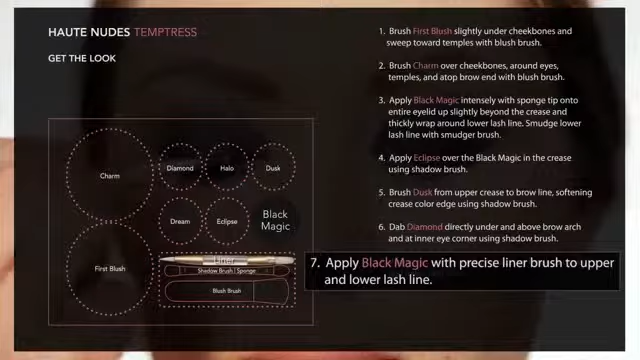 HAUTE NUDES TEMPTRESS
GET THE LOOK
Charm
Diamond
Halo
Dusk
Dream
Eclipse
Black
Magic
First Blush
Liner
Shadow Brush | Sponge
Blush Brush
1. Brush First Blush slightly under cheekbones and
sweep toward temples with blush brush.
2. Brush Charm over cheekbones, around eyes,
temples, and atop brow end with blush brush.
3. Apply Black Magic intensely with sponge tip onto
entire eyelid up slightly beyond the crease and
thickly wrap around lower lash line. Smudge lower
lash line with smudger brush.
4. Apply Eclipse over the Black Magic in the crease
using shadow brush.
5. Brush Dusk from upper crease to brow line, softening
crease color edge using shadow brush.
6. Dab Diamond directly under and above brow arch
and at inner eye corner using shadow brush.
7. Apply Black Magic with precise liner brush to upper
and lower lash line.